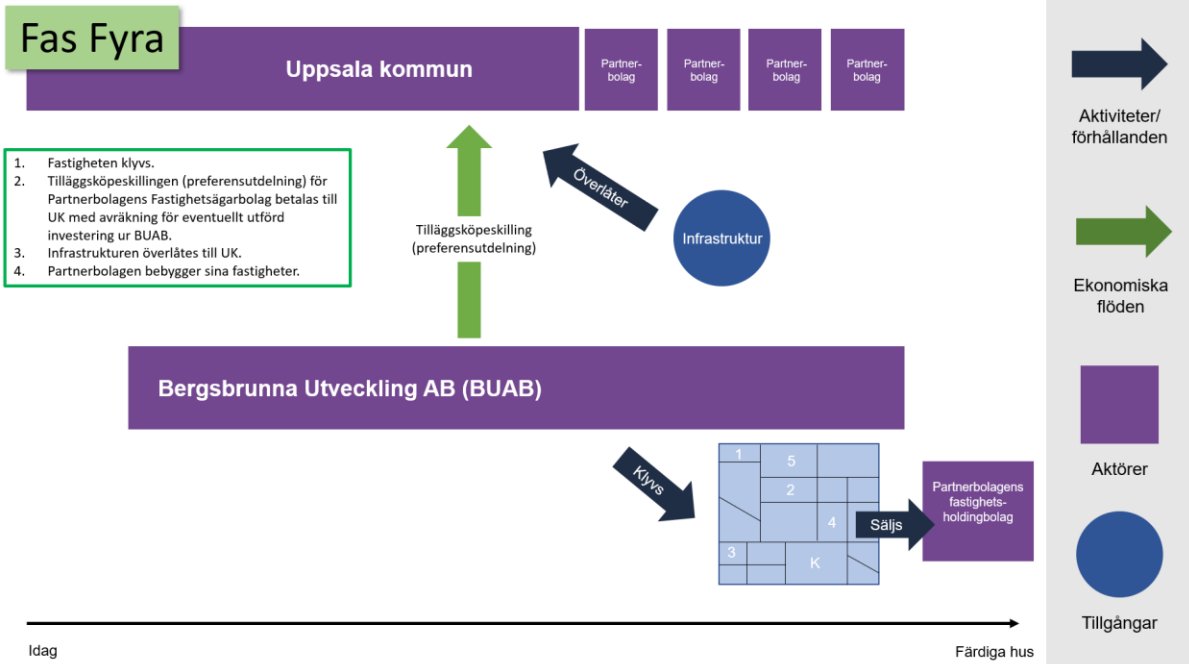 Fas Fyra
Uppsala kommun
Partner-
bolag
Partner-
bolag
Partner-
bolag
Partner-
bolag
1. Fastigheten klyvs.
2. Tilläggsköpeskillingen (preferensutdelning) för
Partnerbolagens Fastighetsägarbolag betalas till
UK med avräkning för eventuellt utförd
investering ur BUAB.
3. Infrastrukturen överlåtes till UK.
4. Partnerbolagen bebygger sina fastigheter.
Tilläggsköpeskilling
(preferensutdelning)
Överlåter
Infrastruktur
Bergsbrunna Utveckling AB (BUAB)
Klyvs
1
5
2
4
3
K
Säljs
Partnerbolagens
fastighets-
holdingbolag
Idag
Färdiga hus
Aktiviteter/
förhållanden
Ekonomiska
flöden
Aktörer
Tillgångar